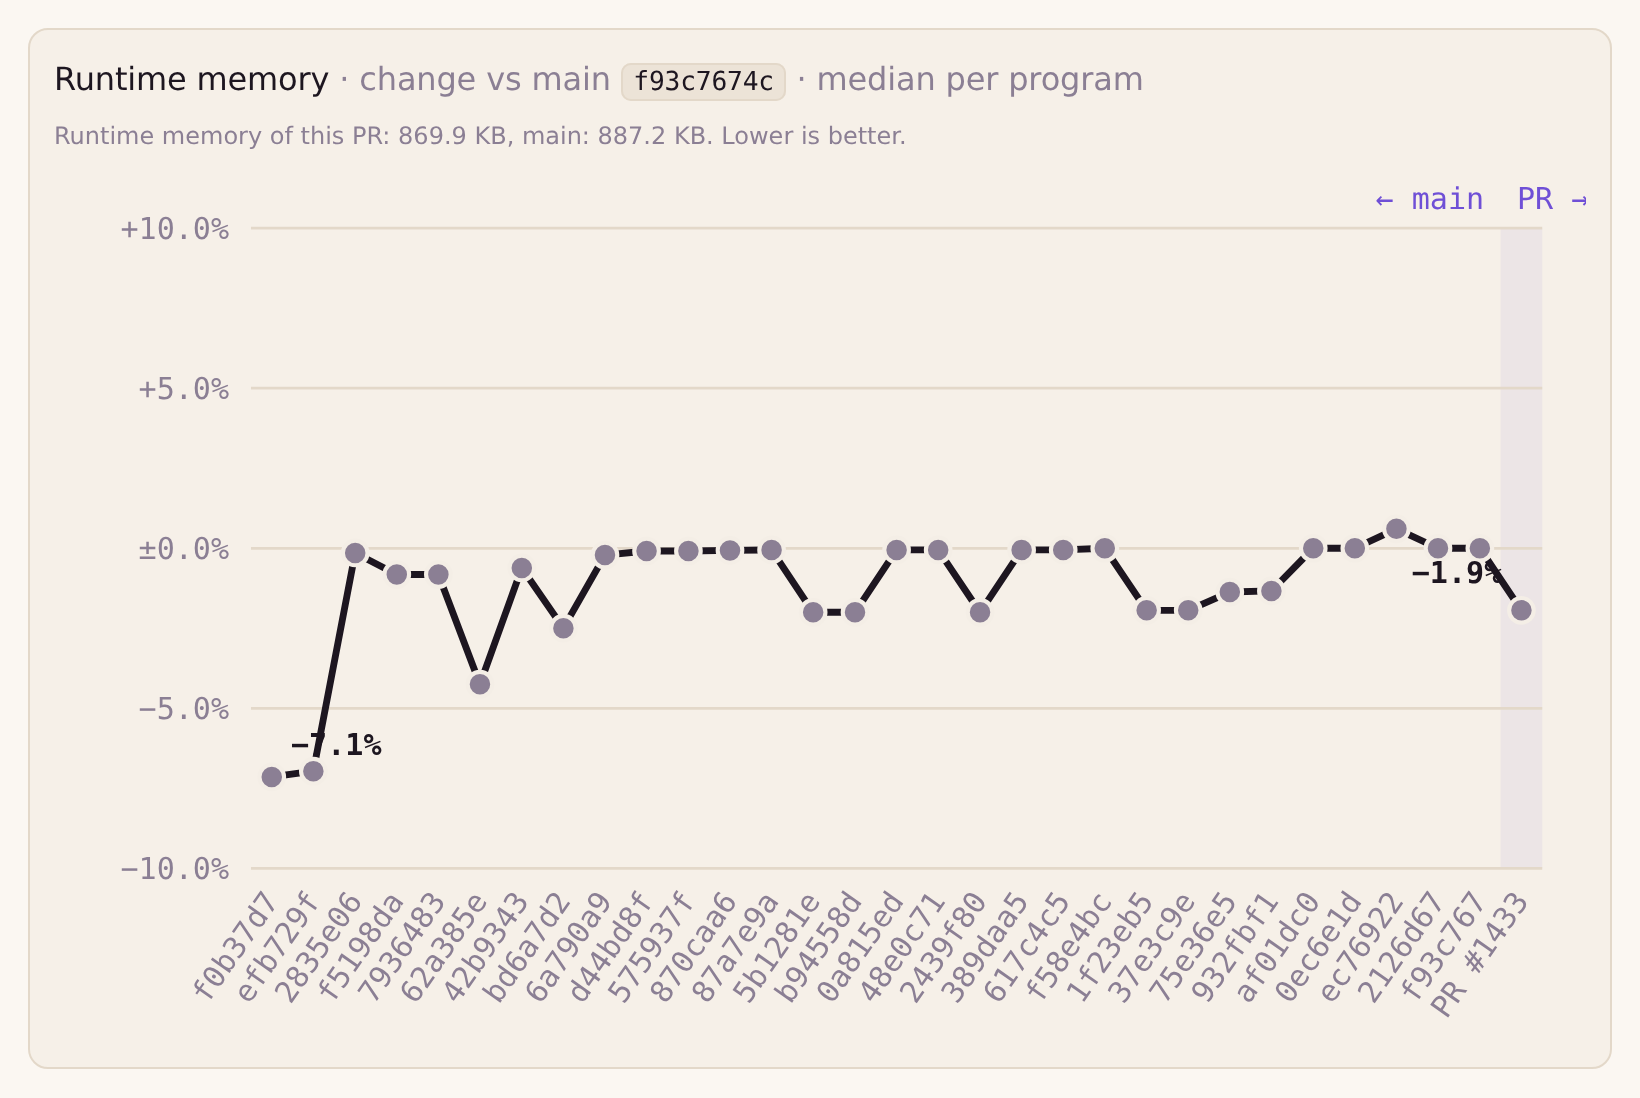 Runtime memory · change vs main f93c7674c · median per program
Runtime memory of this PR: 869.9 KB, main: 887.2 KB. Lower is better.
← main PR →
+10.0%
+5.0%
±0.0%
−5.0%
−10.0%
−7.1%
−1.9%
f0b37d7
efb729f
2835e06
f5198da
7936483
62a385e
42b9343
bd6a7d2
6a790a9
d44bd8f
575937f
870caa6
87a7e9a
5b1281e
b94558d
0a815ed
48e0c71
2439f80
389daa5
617c4c5
f58e4bc
1f23eb5
37e3c9e
75e36e5
932fbf1
af01dc0
0ec6e1d
ec76922
2126d67
f93c767
PR #1433